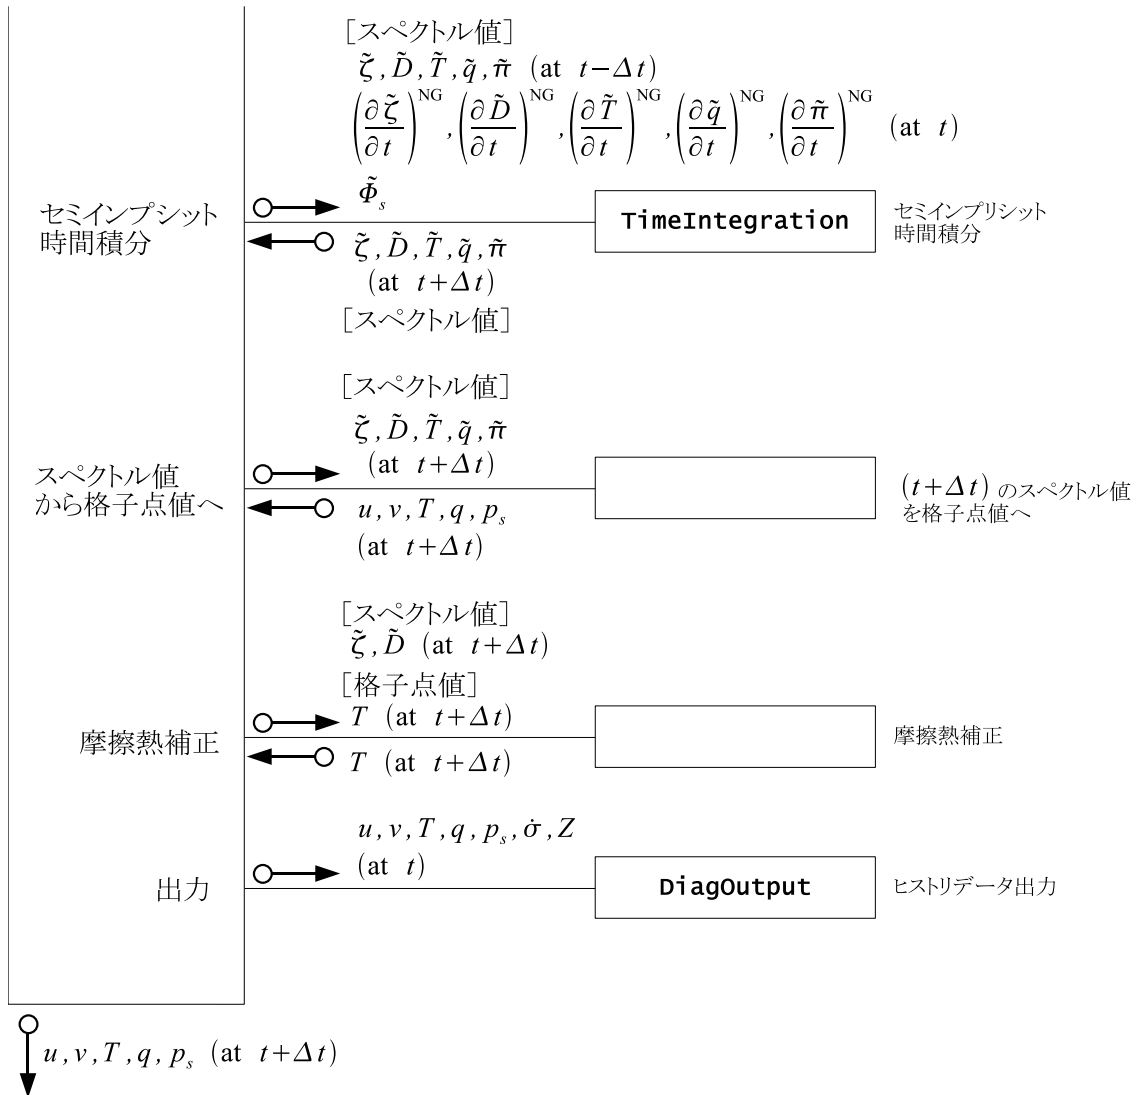 [スペクトル値]
ζ̃, D̃, T̃, q̃, π̃ (at t−Δt)
(∂ζ̃/∂t)^NG, (∂D̃/∂t)^NG, (∂T̃/∂t)^NG, (∂q̃/∂t)^NG, (∂π̃/∂t)^NG (at t)
Φ̃_s
セミインプシット
時間積分
TimeIntegration
セミインプリシット
時間積分
ζ̃, D̃, T̃, q̃, π̃
(at t+Δt)
[スペクトル値]
[スペクトル値]
ζ̃, D̃, T̃, q̃, π̃
(at t+Δt)
スペクトル値
から格子点値へ
(t+Δt) のスペクトル値
を格子点値へ
u, v, T, q, p_s
(at t+Δt)
[スペクトル値]
ζ̃, D̃ (at t+Δt)
[格子点値]
T (at t+Δt)
摩擦熱補正
摩擦熱補正
T (at t+Δt)
u, v, T, q, p_s, σ̇, Z
(at t)
出力
DiagOutput
ヒストリデータ出力
u, v, T, q, p_s (at t+Δt)